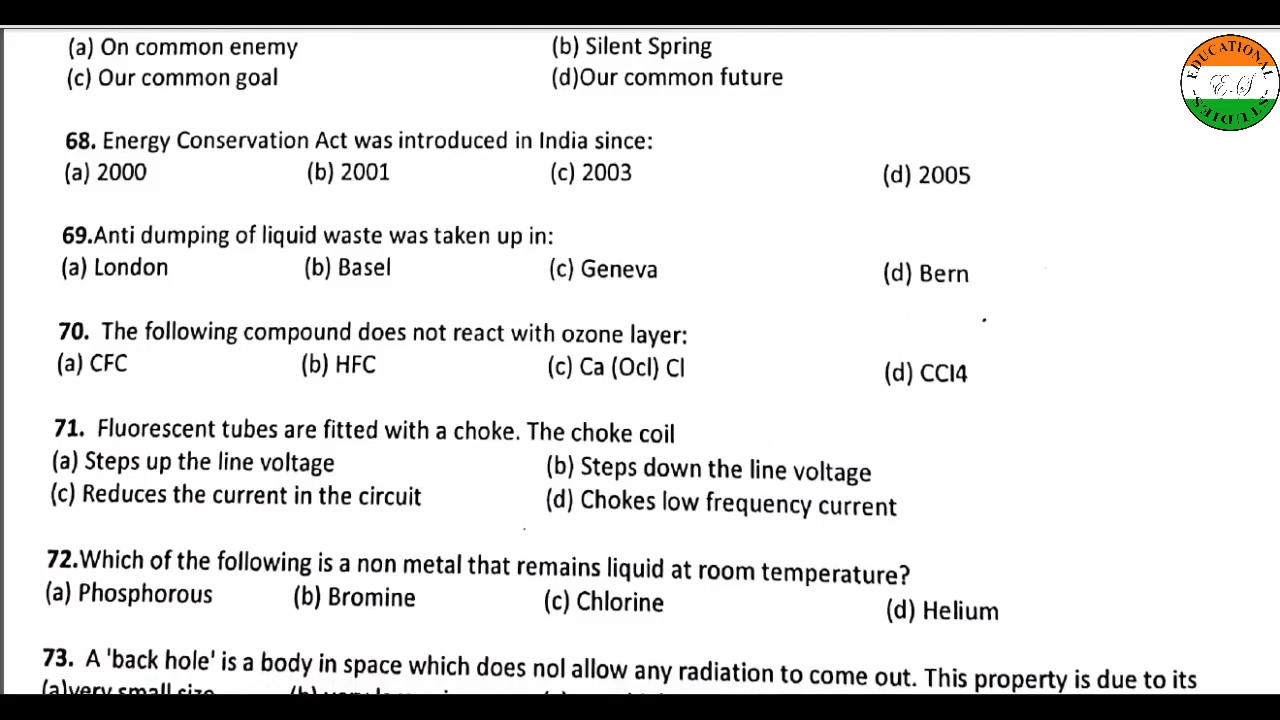 (a) On common enemy (b) Silent Spring
(c) Our common goal (d)Our common future
EDUCATIONAL
E.S
STUDIES
68. Energy Conservation Act was introduced in India since:
(a) 2000 (b) 2001 (c) 2003 (d) 2005
69.Anti dumping of liquid waste was taken up in:
(a) London (b) Basel (c) Geneva (d) Bern
70. The following compound does not react with ozone layer:
(a) CFC (b) HFC (c) Ca (Ocl) Cl (d) CCl4
71. Fluorescent tubes are fitted with a choke. The choke coil
(a) Steps up the line voltage (b) Steps down the line voltage
(c) Reduces the current in the circuit (d) Chokes low frequency current
72.Which of the following is a non metal that remains liquid at room temperature?
(a) Phosphorous (b) Bromine (c) Chlorine (d) Helium
73. A 'back hole' is a body in space which does nol allow any radiation to come out. This property is due to its
(a)very small size